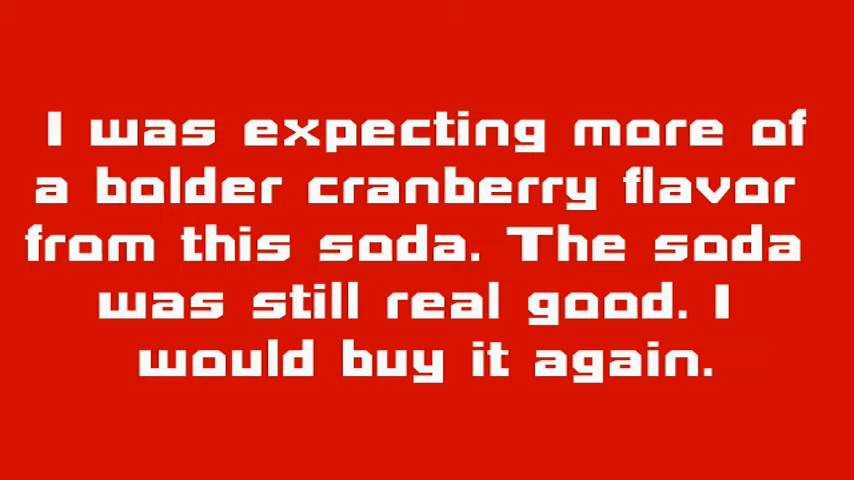 I was expecting more of
a bolder cranberry flavor
from this soda. The soda
was still real good. I
would buy it again.